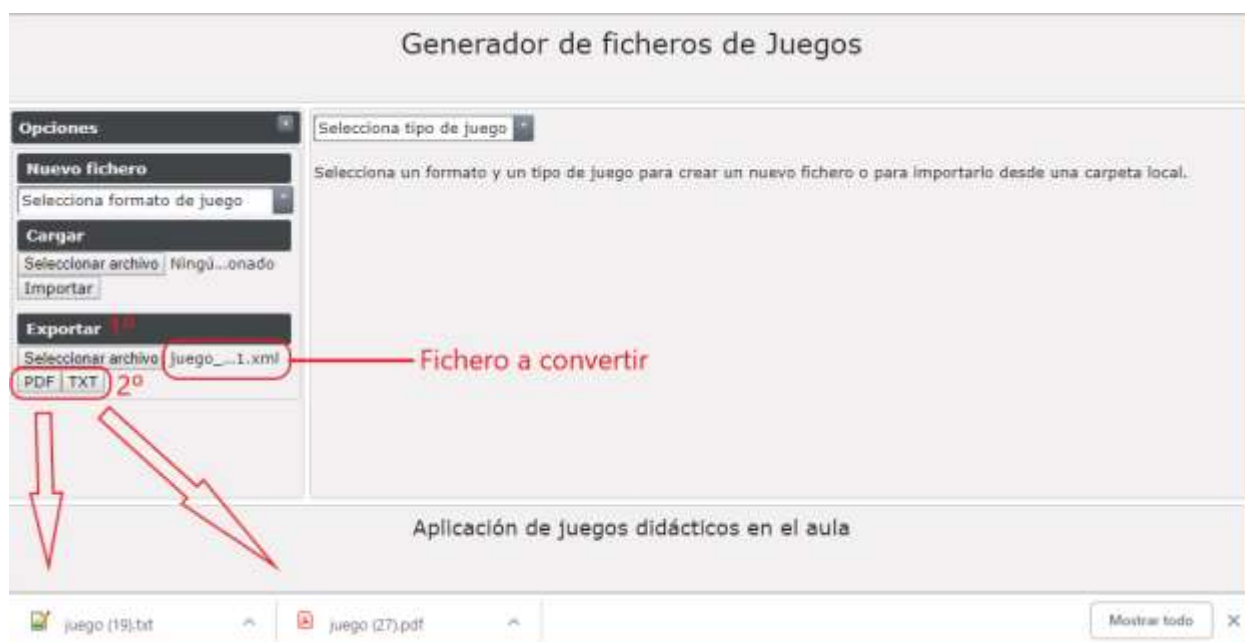 Generador de ficheros de Juegos
Opciones
Selecciona tipo de juego
Nuevo fichero
Selecciona un formato y un tipo de juego para crear un nuevo fichero o para importarlo desde una carpeta local.
Selecciona formato de juego
Cargar
Seleccionar archivo Ningú...onado
Importar
Exportar 1º
Seleccionar archivo juego_...1.xml
Fichero a convertir
PDF TXT 2º
Aplicación de juegos didácticos en el aula
juego (19).txt
juego (27).pdf
Mostrar todo